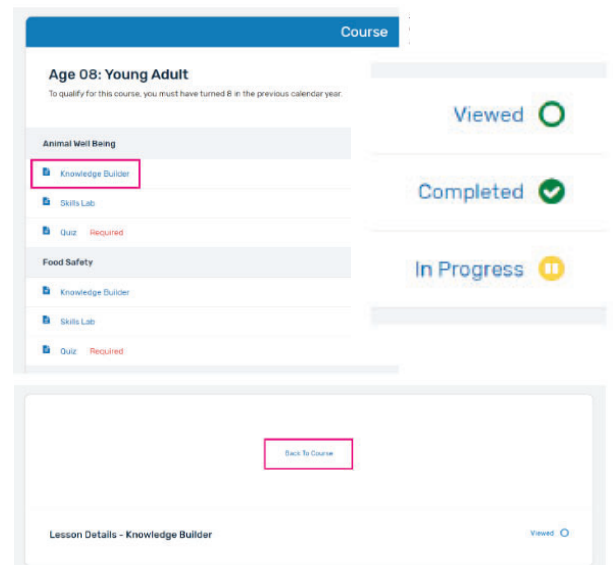 Course
Age 08: Young Adult
To qualify for this course, you must have turned 8 in the previous calendar year.
Animal Well Being
Knowledge Builder
Skills Lab
Quiz Required
Food Safety
Knowledge Builder
Skills Lab
Quiz Required
Viewed
Completed
In Progress
Back To Course
Lesson Details - Knowledge Builder
Viewed